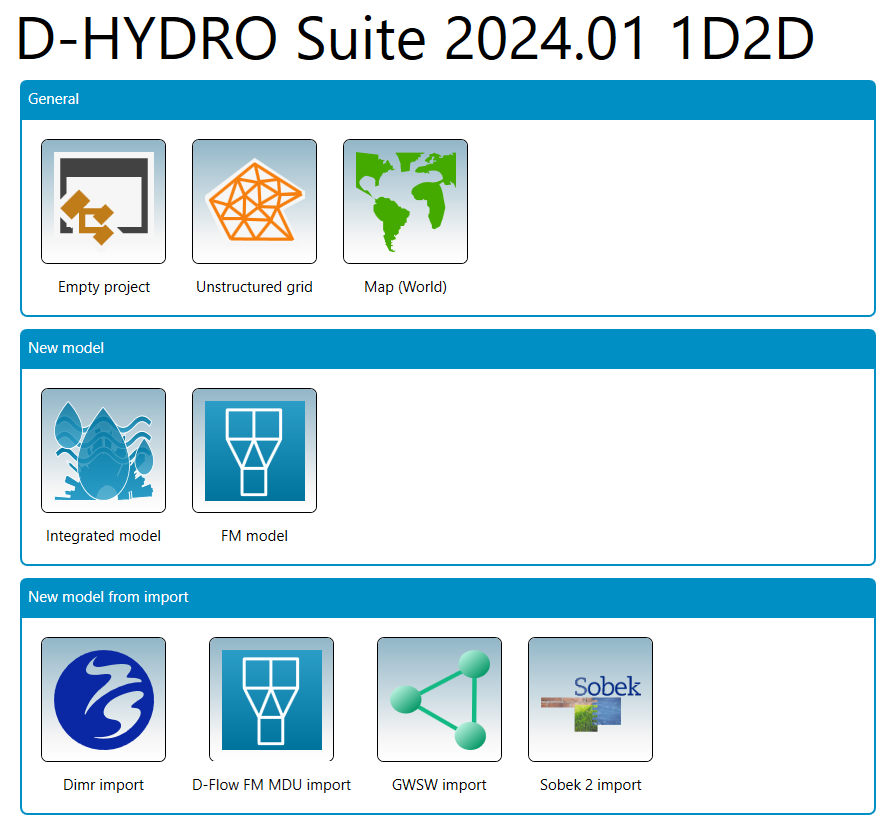 D-HYDRO Suite 2024.01 1D2D
General
Empty project
Unstructured grid
Map (World)
New model
Integrated model
FM model
New model from import
Sobek
Dimr import
D-Flow FM MDU import
GWSW import
Sobek 2 import